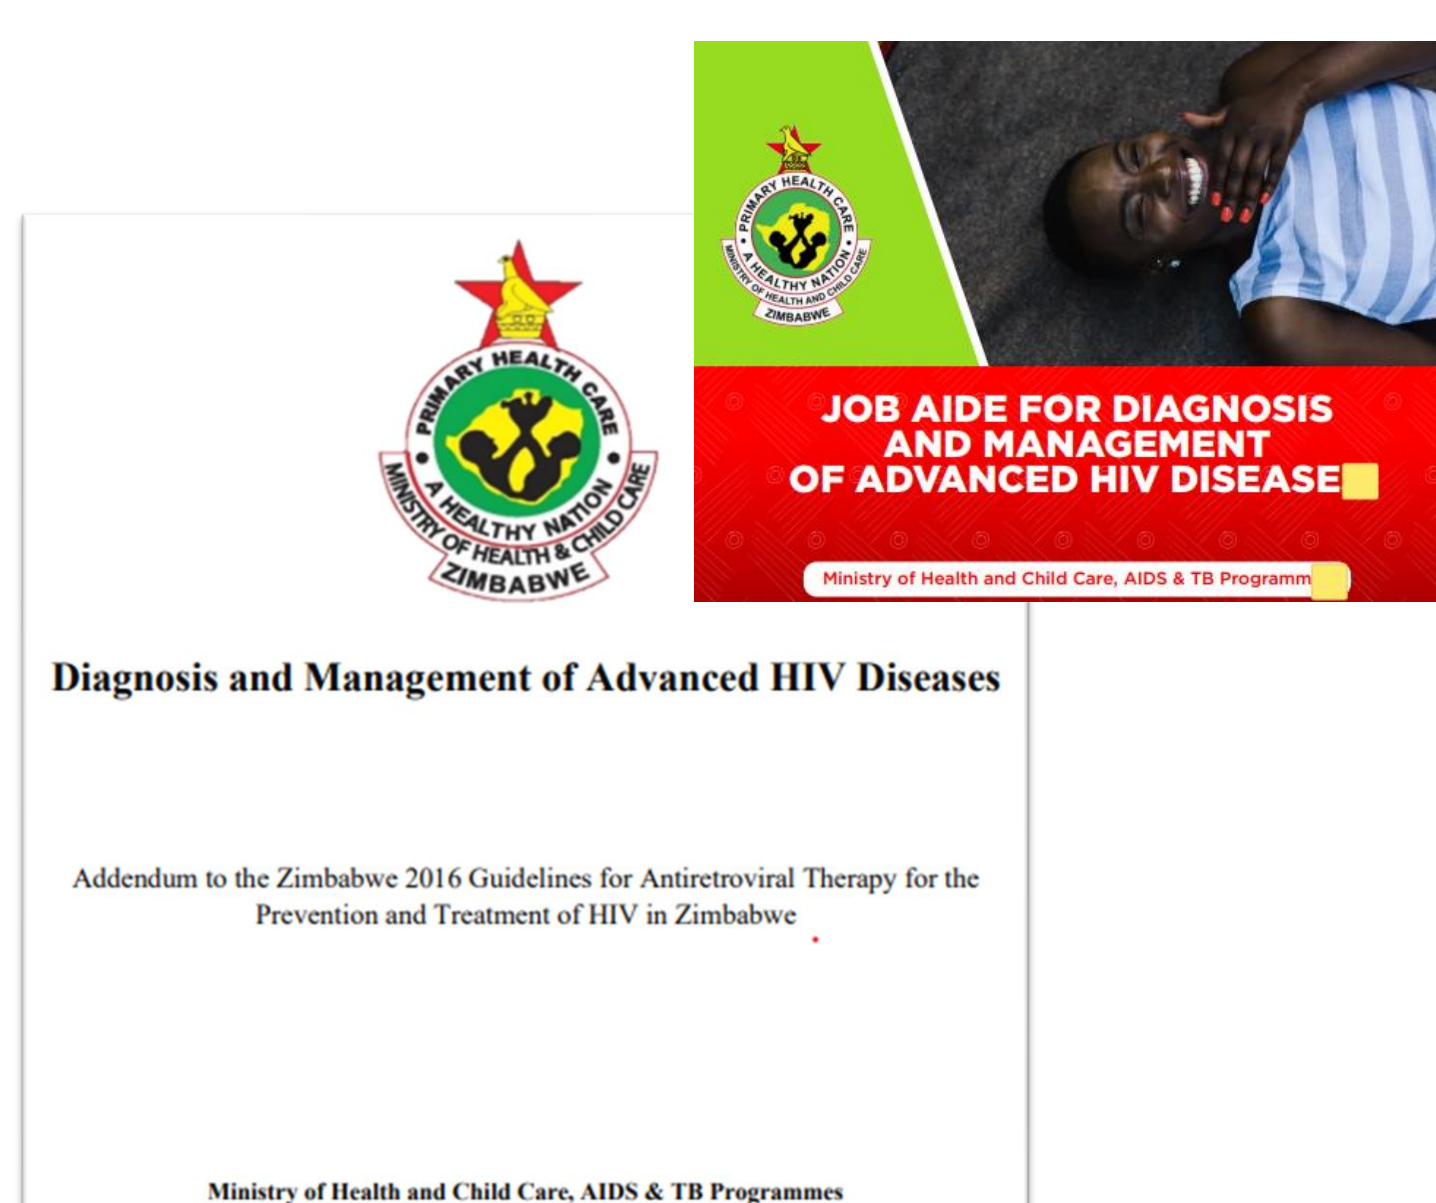 PRIMARY HEALTH CARE
A HEALTHY NATION
MINISTRY OF HEALTH AND CHILD CARE
ZIMBABWE
JOB AIDE FOR DIAGNOSIS
AND MANAGEMENT
OF ADVANCED HIV DISEASE
Ministry of Health and Child Care, AIDS & TB Programm
PRIMARY HEALTH CARE
A HEALTHY NATION
MINISTRY OF HEALTH & CHILD CARE
ZIMBABWE
Diagnosis and Management of Advanced HIV Diseases
Addendum to the Zimbabwe 2016 Guidelines for Antiretroviral Therapy for the
Prevention and Treatment of HIV in Zimbabwe
Ministry of Health and Child Care, AIDS & TB Programmes